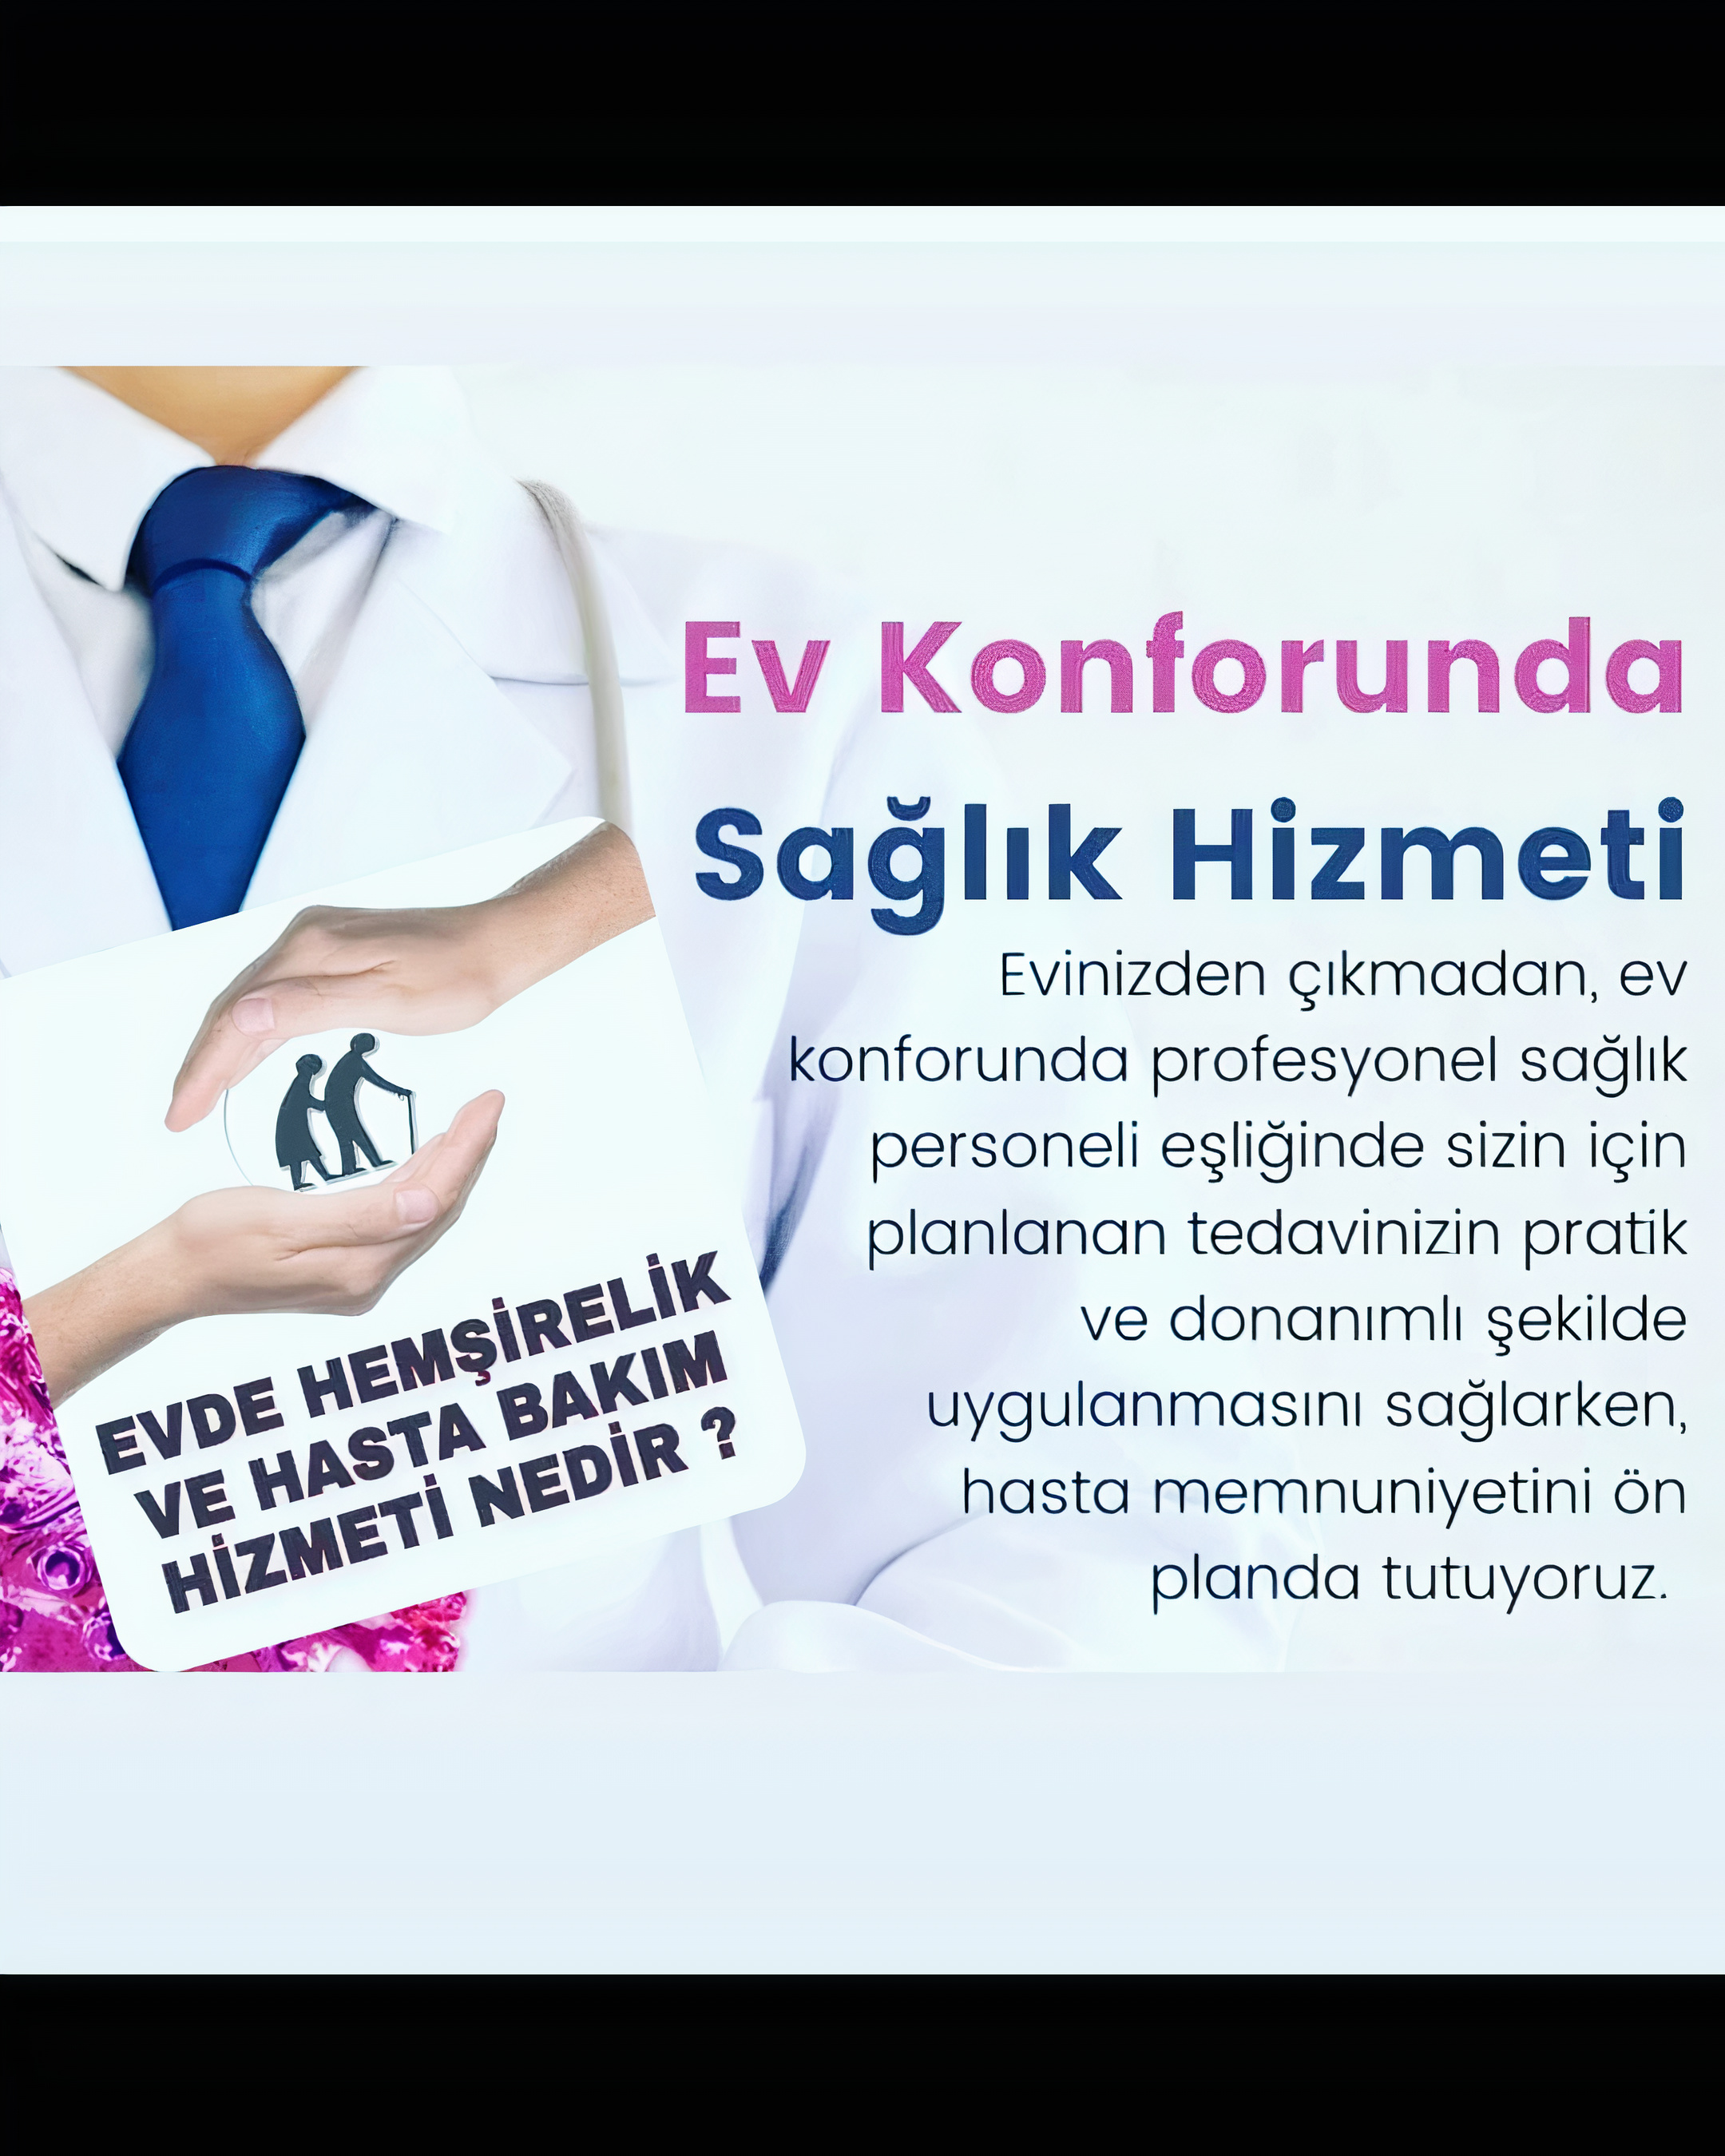 Ev Konforunda
Sağlık Hizmeti
Evinizden çıkmadan, ev
konforunda profesyonel sağlık
personeli eşliğinde sizin için
planlanan tedavinizin pratik
ve donanımlı şekilde
uygulanmasını sağlarken,
hasta memnuniyetini ön
planda tutuyoruz.
EVDE HEMŞİRELİK
VE HASTA BAKIM
HİZMETİ NEDİR ?